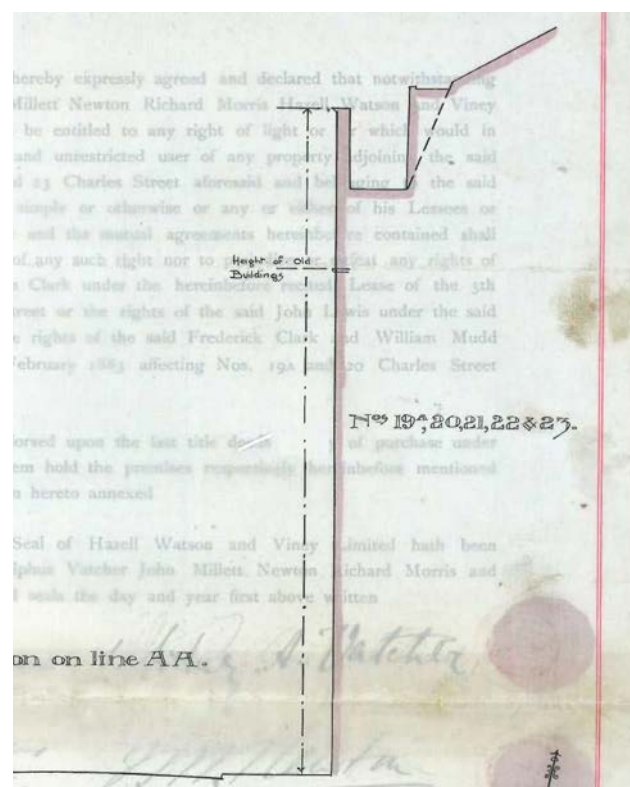 hereby expressly agreed and declared that notwithstanding
Millett Newton Richard Morris Hazell Watson and Viney
be entitled to any right of light or air which would in
and unrestricted user of any property adjoining the said
23 Charles Street aforesaid and belonging to the said
simple or otherwise or any or either of his Lessees or
and the mutual agreements hereinbefore contained shall
of any such right nor to or defeat any rights of
Height of Old
Buildings
Clark under the hereinbefore recited Lease of the 5th
or the rights of the said John Lewis under the said
rights of the said Frederick Clark and William Mudd
February 1883 affecting Nos. 19A and 20 Charles Street
Nos 19A, 20, 21, 22 & 23.
upon the last title of purchase under
hold the premises respectively hereinbefore mentioned
hereto annexed
Seal of Hazell Watson and Viney Limited hath been
Vatcher John Millett Newton Richard Morris and
seals the day and year first above written
on line AA.
A. Vatcher
Newton